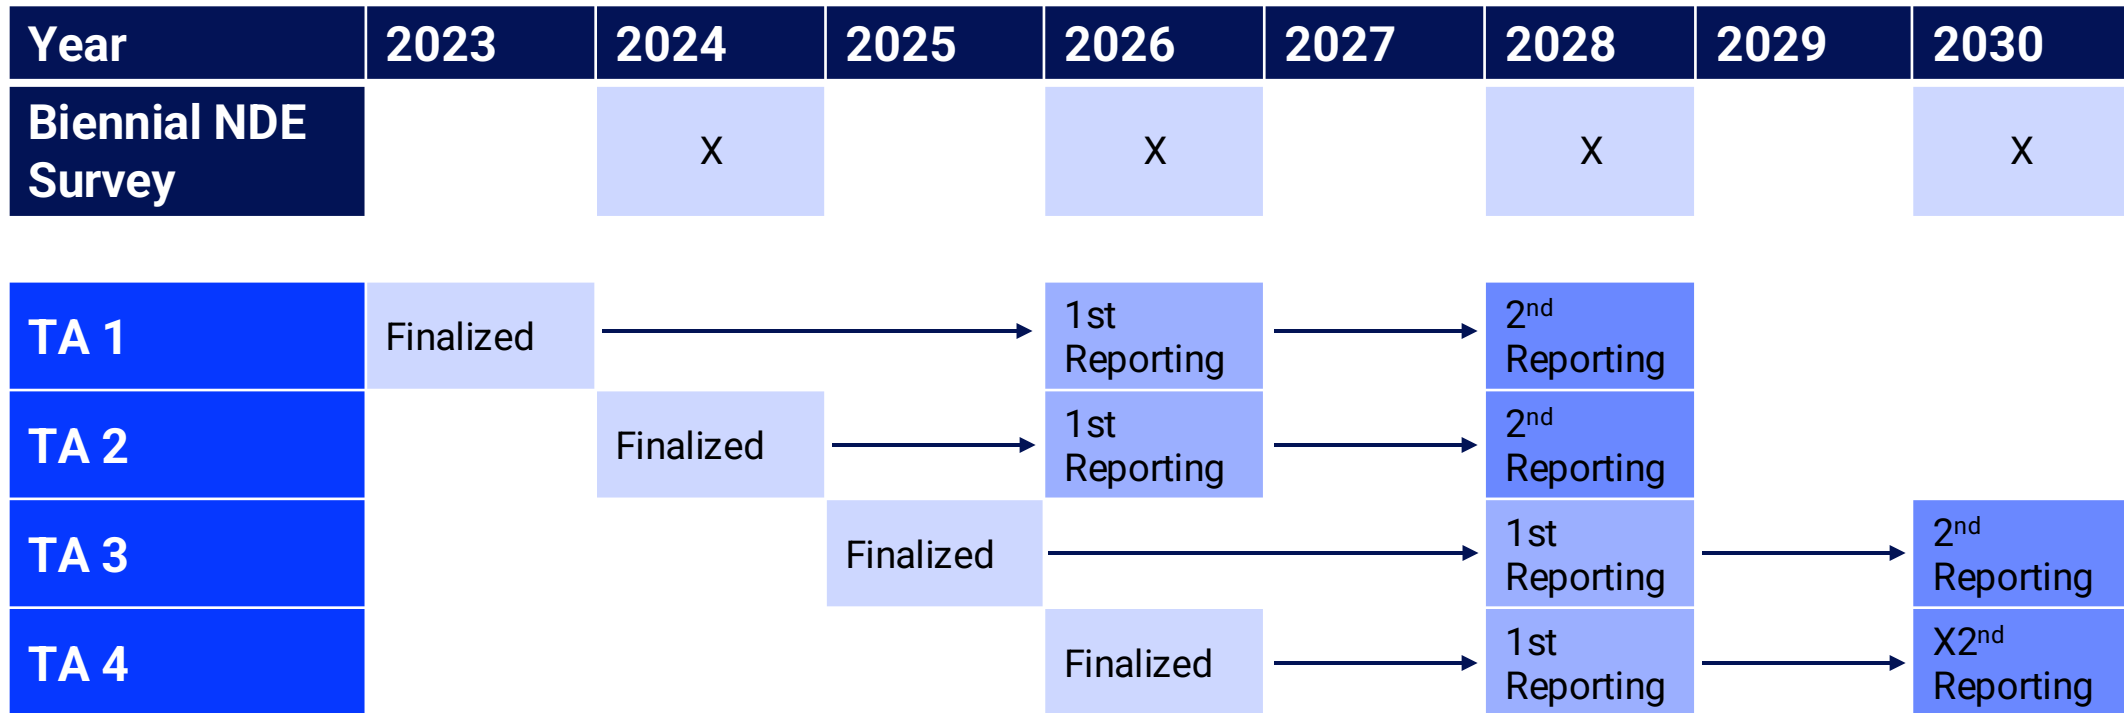 Year 2023 2024 2025 2026 2027 2028 2029 2030
Biennial NDE
Survey
X X X X
TA 1
Finalized
1st
Reporting
2nd
Reporting
TA 2
Finalized
1st
Reporting
2nd
Reporting
TA 3
Finalized
1st
Reporting
2nd
Reporting
TA 4
Finalized
1st
Reporting
X2nd
Reporting